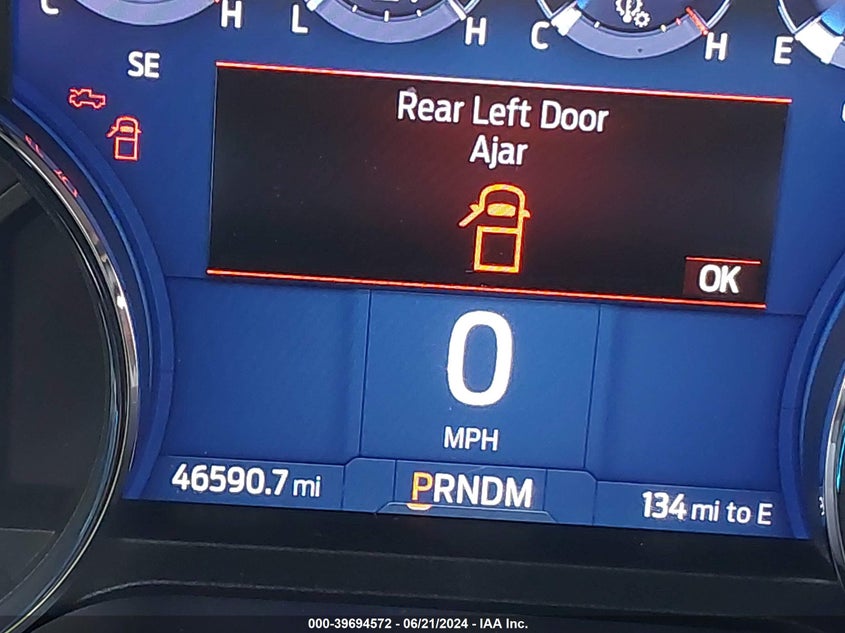 C H L H C H E
SE
Rear Left Door
Ajar
OK
0
MPH
46590.7 mi PRNDM 134 mi to E
000-39694572 - 06/21/2024 - IAA Inc.